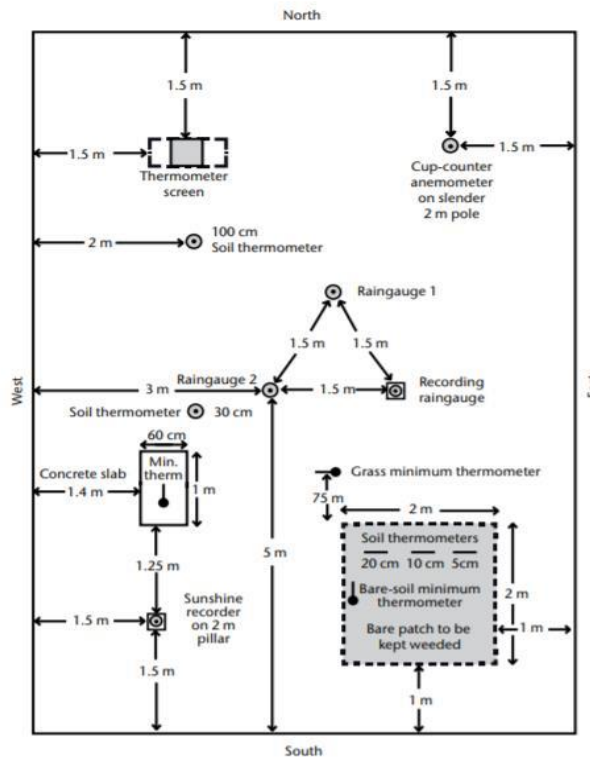 North
1.5 m
1.5 m
1.5 m
1.5 m
Thermometer
screen
Cup-counter
anemometer
on slender
2 m pole
2 m
100 cm
Soil thermometer
Raingauge 1
1.5 m
1.5 m
West
3 m
Raingauge 2
1.5 m
Recording
raingauge
Soil thermometer
30 cm
60 cm
Concrete slab
Min.
therm
1 m
1.4 m
Grass minimum thermometer
75 m
2 m
5 m
Soil thermometers
20 cm
10 cm
5cm
1.25 m
Bare-soil minimum
thermometer
2 m
Sunshine
recorder
on 2 m
pillar
1.5 m
Bare patch to be
kept weeded
1 m
1.5 m
1 m
South